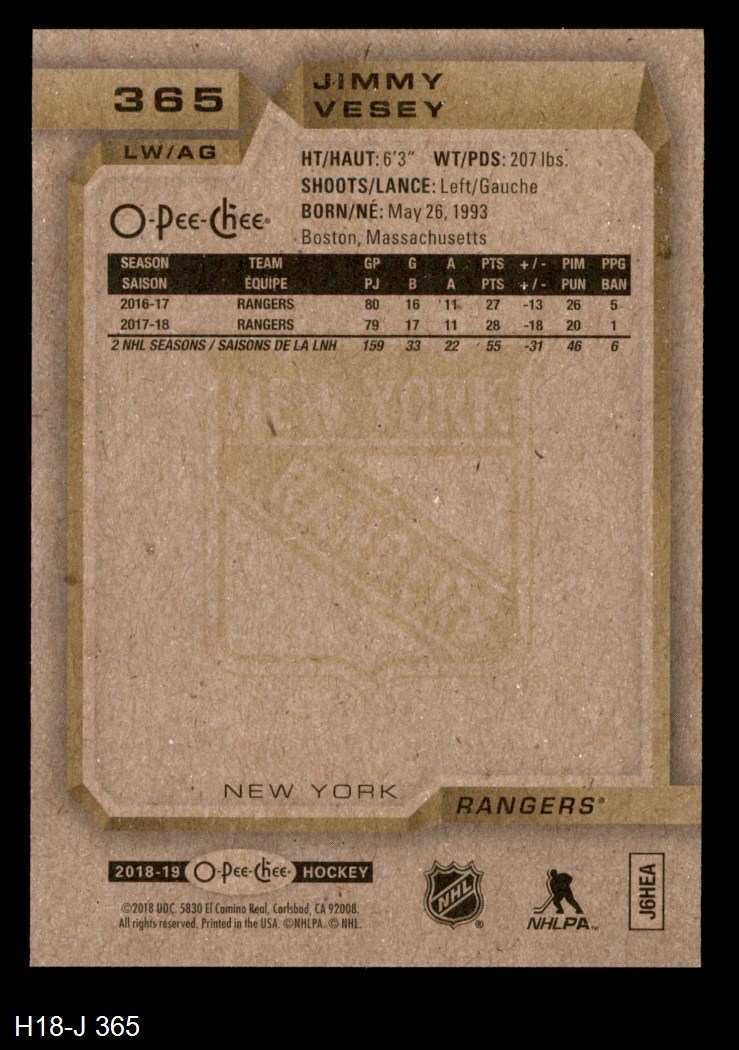 365
JIMMY
VESEY
LW/AG
HT/HAUT: 6'3" WT/PDS: 207 lbs.
SHOOTS/LANCE: Left/Gauche
BORN/NÉ: May 26, 1993
Boston, Massachusetts
O-Pee-Chee®
SEASON TEAM GP G A PTS +/- PIM PPG
SAISON ÉQUIPE PJ B A PTS +/- PUN BAN
2016-17 RANGERS 80 16 11 27 -13 26 5
2017-18 RANGERS 79 17 11 28 -18 20 1
2 NHL SEASONS / SAISONS DE LA LNH 159 33 22 55 -31 46 6
NEW YORK
RANGERS
NEW YORK
RANGERS®
2018-19 O-Pee-Chee® HOCKEY
©2018 UDC. 5830 El Camino Real, Carlsbad, CA 92008.
All rights reserved. Printed in the USA. ©NHLPA. © NHL.
NHL®
NHLPA™
J6HEA
H18-J 365